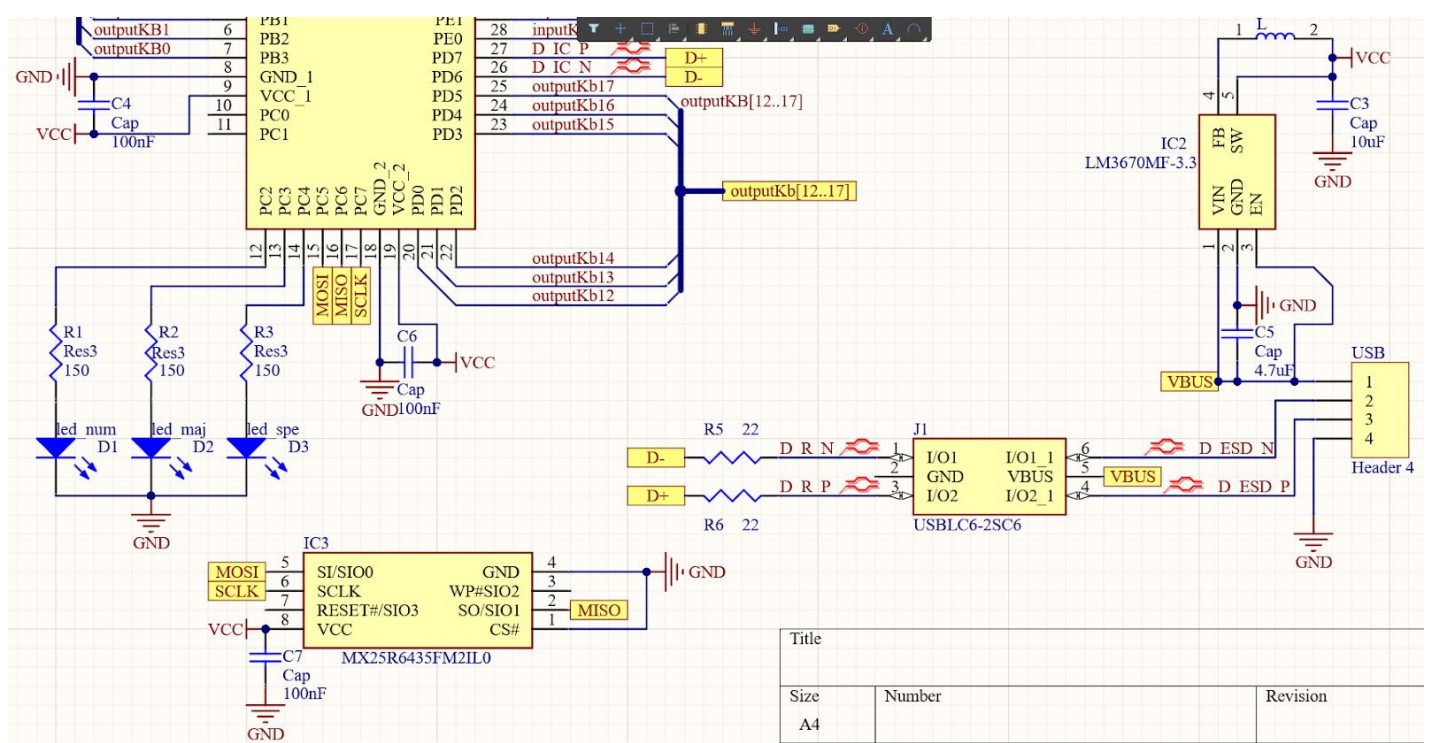 outputKB1
outputKB0
6
7
8
9
10
11
PB1
PB2
PB3
GND_1
VCC_1
PC0
PC1
PE1
PE0
PD7
PD6
PD5
PD4
PD3
28
27
26
25
24
23
D_IC_P
D_IC_N
outputKb17
outputKb16
outputKb15
D+
D-
outputKB[12..17]
outputKb[12..17]
GND
C4
Cap
100nF
VCC
PC2
PC3
PC4
PC5
PC6
PC7
GND_2
VCC_2
PD0
PD1
PD2
12
13
14
15
16
17
18
19
20
21
22
MOSI
MISO
SCLK
outputKb14
outputKb13
outputKb12
R1
Res3
150
R2
Res3
150
R3
Res3
150
C6
Cap
100nF
VCC
GND
led_num
D1
led_maj
D2
led_spe
D3
GND
L
1
2
VCC
C3
Cap
10uF
GND
4
5
IC2
LM3670MF-3.3
FB
SW
VIN
GND
EN
1
2
3
GND
C5
Cap
4.7uF
VBUS
USB
1
2
3
4
Header 4
GND
R5 22
D-
D_R_N
D+
D_R_P
R6 22
J1
1
2
3
I/O1
GND
I/O2
I/O1_1
VBUS
I/O2_1
6
5
4
USBLC6-2SC6
VBUS
D_ESD_N
D_ESD_P
IC3
MOSI
SCLK
5
6
7
8
SI/SIO0
SCLK
RESET#/SIO3
VCC
GND
WP#SIO2
SO/SIO1
CS#
4
3
2
1
MISO
GND
VCC
MX25R6435FM2IL0
C7
Cap
100nF
GND
Title
Size
A4
Number
Revision